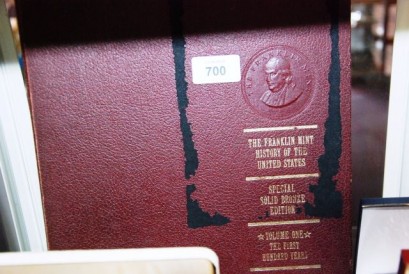 700
THE FRANKLIN MINT
HISTORY OF THE
UNITED STATES
SPECIAL
SOLID BRONZE
EDITION
☆VOLUME ONE☆
THE FIRST
HUNDRED YEARS